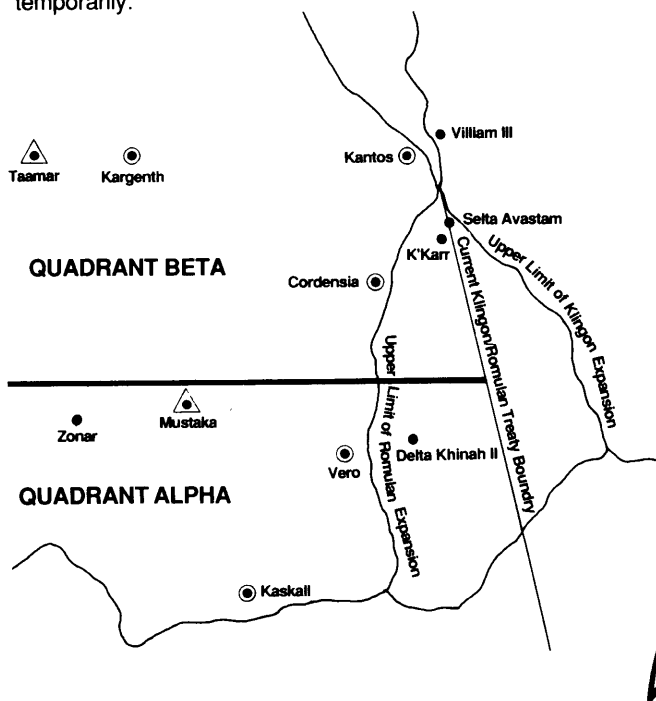 temporarily.
Villiam III
Kantos
Taamar
Kargenth
Selta Avastam
K'Karr
QUADRANT BETA
Cordensia
Upper Limit of Klingon Expansion
Current Klingon/Romulan Treaty Boundry
Upper Limit of Romulan Expansion
Mustaka
Zonar
Delta Khinah II
Vero
QUADRANT ALPHA
Kaskall